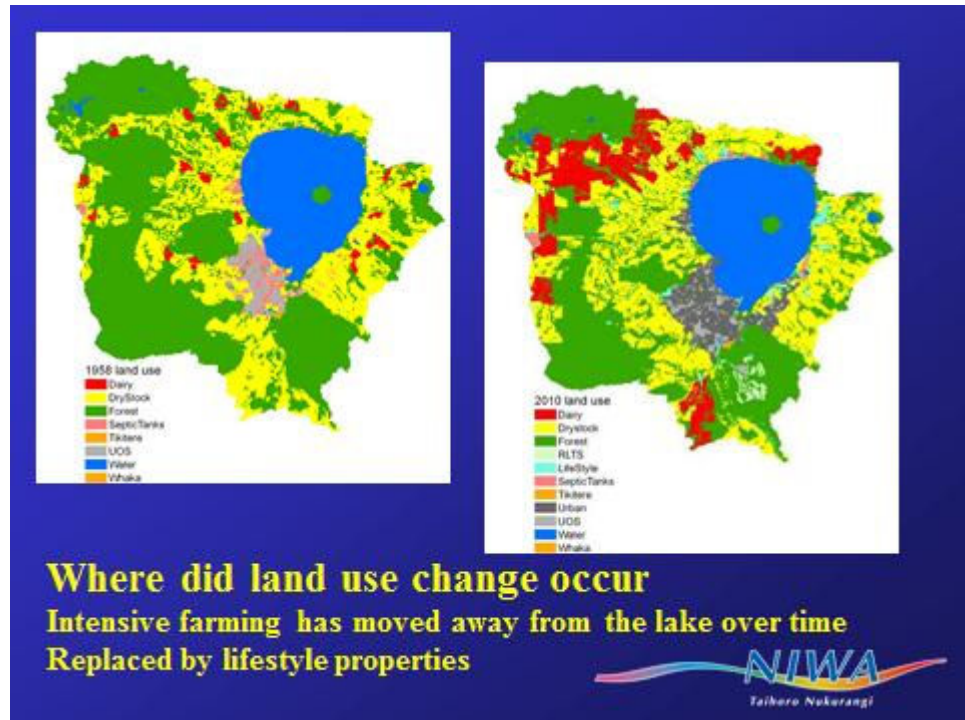 1958 land use
Dairy
DryStock
Forest
SepticTanks
Tikitere
UOS
Water
Whaka
2010 land use
Dairy
Drystock
Forest
RLTS
LifeStyle
SepticTanks
Tikitere
Urban
UOS
Water
Whaka
Where did land use change occur
Intensive farming has moved away from the lake over time
Replaced by lifestyle properties
NIWA
Taihoro Nukurangi